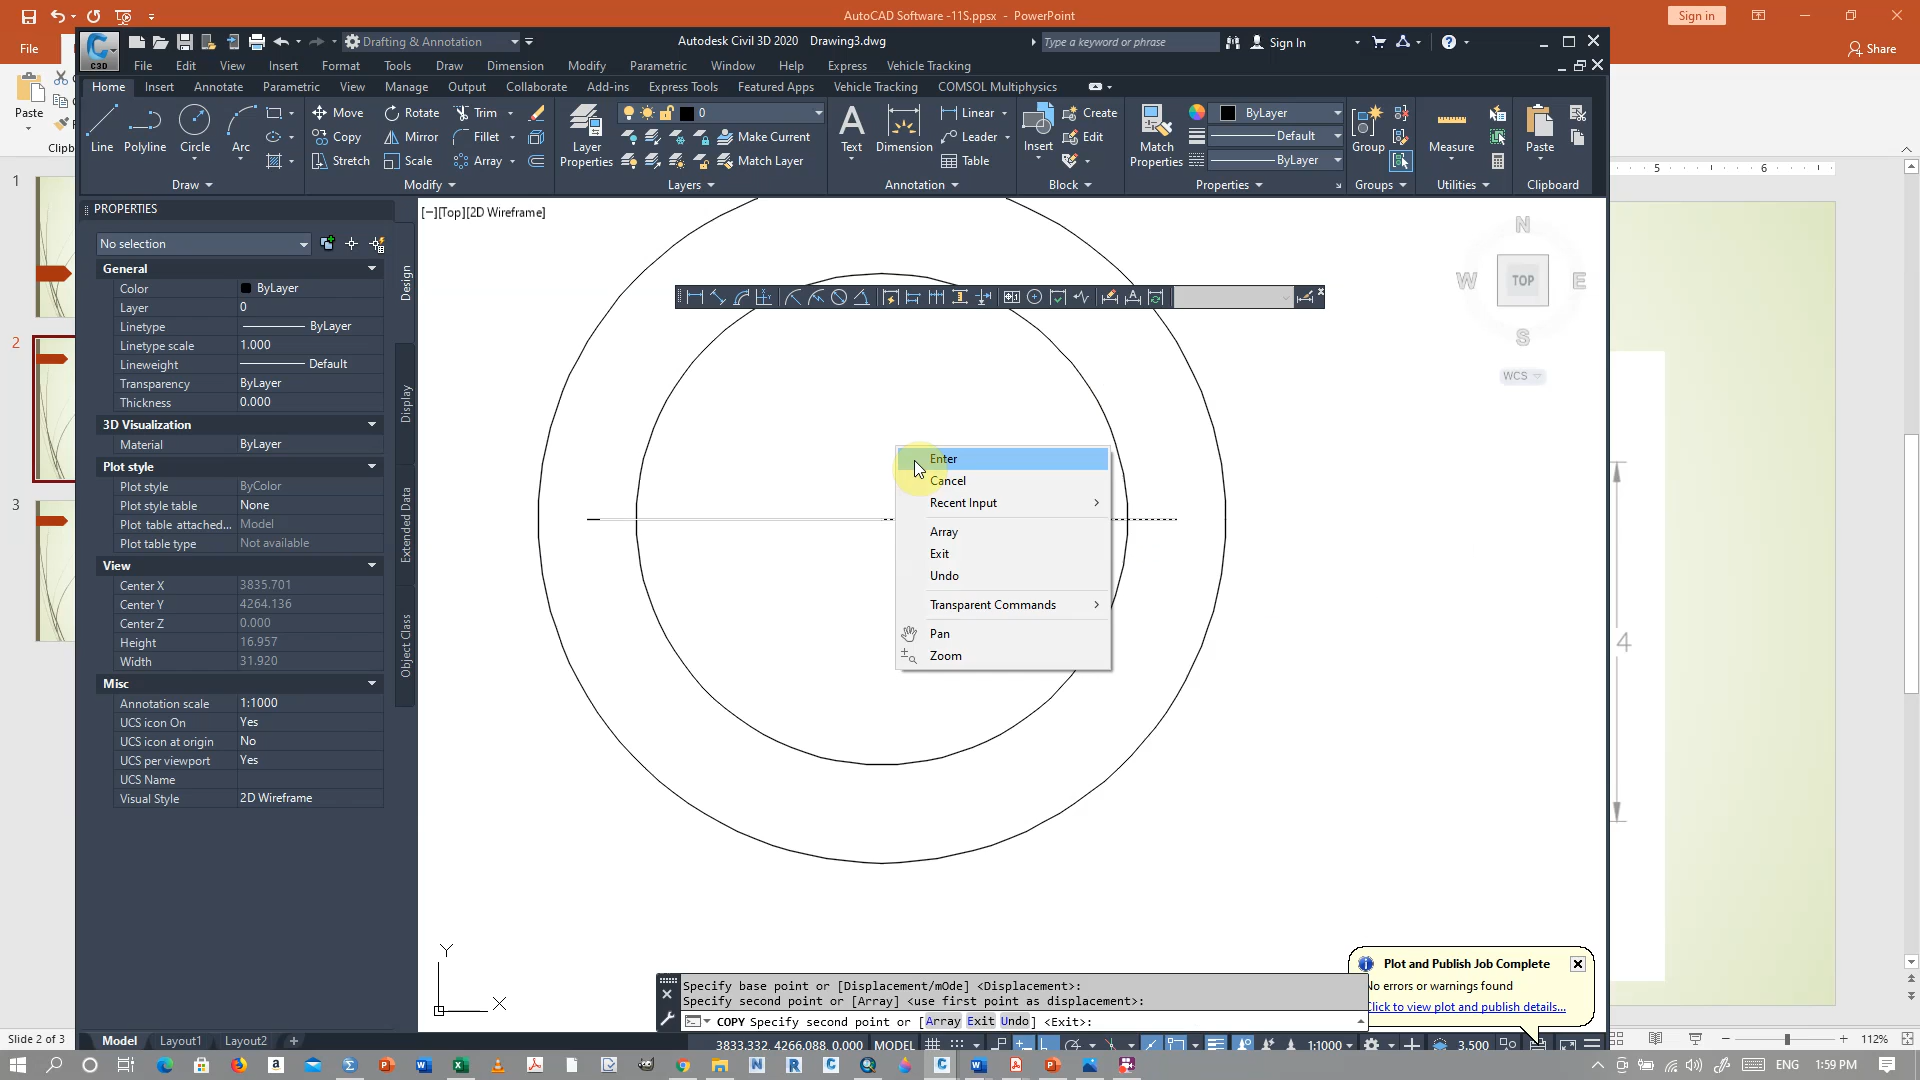 AutoCAD Software -11S.ppsx - PowerPoint
Sign in
File
Share
Paste
Clipb
C3D
Drafting & Annotation
Autodesk Civil 3D 2020 Drawing3.dwg
Type a keyword or phrase
Sign In
File Edit View Insert Format Tools Draw Dimension Modify Parametric Window Help Express Vehicle Tracking
Home Insert Annotate Parametric View Manage Output Collaborate Add-ins Express Tools Featured Apps Vehicle Tracking COMSOL Multiphysics
Line Polyline Circle Arc
Move Rotate Trim
Copy Mirror Fillet
Stretch Scale Array
Layer Properties
0
Make Current
Match Layer
Text Dimension
Linear
Leader
Table
Insert
Create
Edit
Match Properties
ByLayer
Default
ByLayer
Group
Measure
Paste
Draw Modify Layers Annotation Block Properties Groups Utilities Clipboard
PROPERTIES
No selection
General
Color ByLayer
Layer 0
Linetype ByLayer
Linetype scale 1.000
Lineweight Default
Transparency ByLayer
Thickness 0.000
3D Visualization
Material ByLayer
Plot style
Plot style ByColor
Plot style table None
Plot table attached... Model
Plot table type Not available
View
Center X 3835.701
Center Y 4264.136
Center Z 0.000
Height 16.957
Width 31.920
Misc
Annotation scale 1:1000
UCS icon On Yes
UCS icon at origin No
UCS per viewport Yes
UCS Name
Visual Style 2D Wireframe
Design
Display
Extended Data
Object Class
[−][Top][2D Wireframe]
N
W TOP E
S
WCS
Enter
Cancel
Recent Input
Array
Exit
Undo
Transparent Commands
Pan
Zoom
Y
X
1
2
3
5 6
4
Plot and Publish Job Complete
No errors or warnings found
Click to view plot and publish details...
Specify base point or [Displacement/mOde] <Displacement>:
Specify second point or [Array] <use first point as displacement>:
COPY Specify second point or [Array Exit Undo] <Exit>:
Model Layout1 Layout2 +
3833.332, 4266.088, 0.000 MODEL
1:1000
3.500
Slide 2 of 3
112%
ENG 1:59 PM